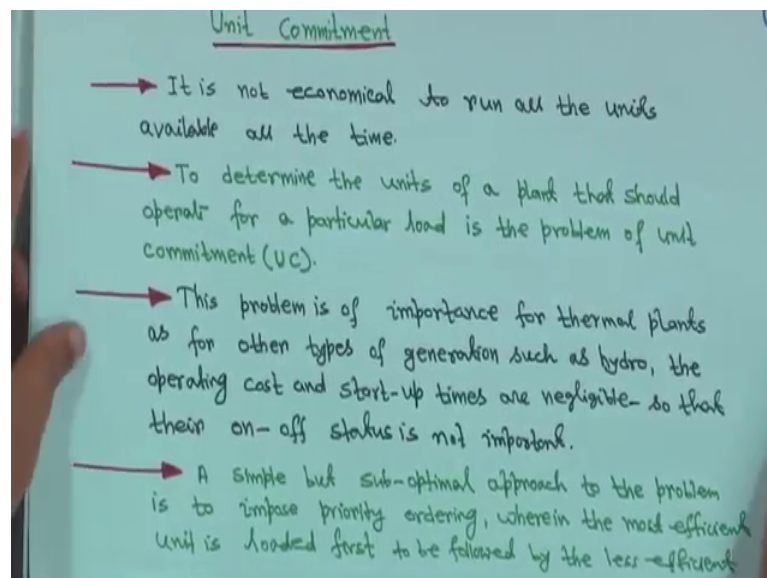 Unit Commitment
It is not economical to run all the units
available all the time.
To determine the units of a plant that should
operate for a particular load is the problem of unit
commitment (UC).
This problem is of importance for thermal plants
as for other types of generation such as hydro, the
operating cost and start-up times are negligible- so that
their on-off status is not important.
A simple but sub-optimal approach to the problem
is to impose priority ordering, wherein the most efficient
unit is loaded first to be followed by the less efficient